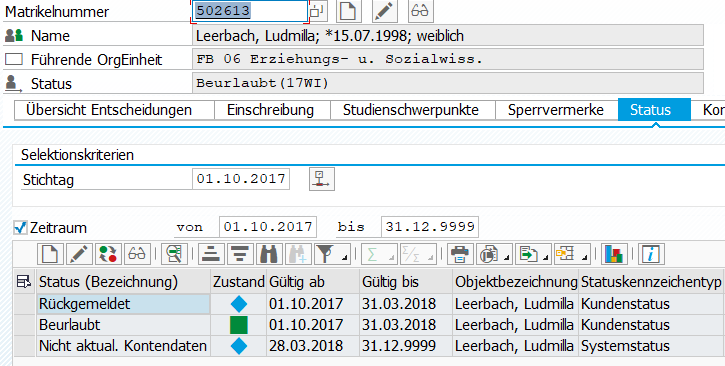 Matrikelnummer 502613
Name Leerbach, Ludmilla; *15.07.1998; weiblich
Führende OrgEinheit FB 06 Erziehungs- u. Sozialwiss.
Status Beurlaubt(17WI)
Übersicht Entscheidungen Einschreibung Studienschwerpunkte Sperrvermerke Status Kon
Selektionskriterien
Stichtag 01.10.2017
Zeitraum von 01.10.2017 bis 31.12.9999
Status (Bezeichnung) Zustand Gültig ab Gültig bis Objektbezeichnung Statuskennzeichentyp
Rückgemeldet 01.10.2017 31.03.2018 Leerbach, Ludmilla Kundenstatus
Beurlaubt 01.10.2017 31.03.2018 Leerbach, Ludmilla Kundenstatus
Nicht aktual. Kontendaten 28.03.2018 31.12.9999 Leerbach, Ludmilla Systemstatus